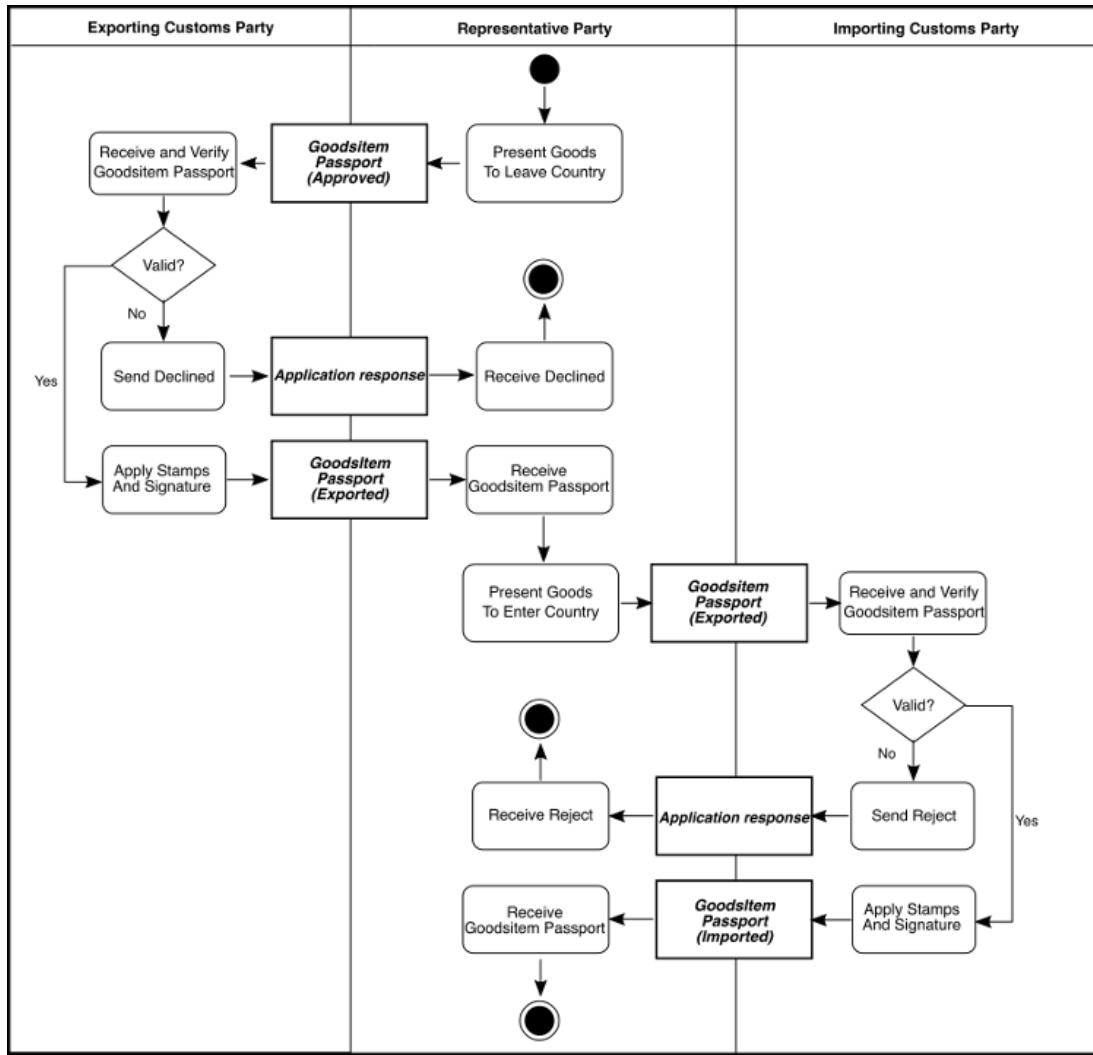 Exporting Customs Party
Representative Party
Importing Customs Party
Receive and Verify
Goodsitem Passport
Goodsitem
Passport
(Approved)
Present Goods
To Leave Country
Valid?
No
Yes
Send Declined
Application response
Receive Declined
Apply Stamps
And Signature
GoodsItem
Passport
(Exported)
Receive
Goodsitem Passport
Present Goods
To Enter Country
Goodsitem
Passport
(Exported)
Receive and Verify
Goodsitem Passport
Valid?
No
Yes
Receive Reject
Application response
Send Reject
Receive
Goodsitem Passport
GoodsItem
Passport
(Imported)
Apply Stamps
And Signature